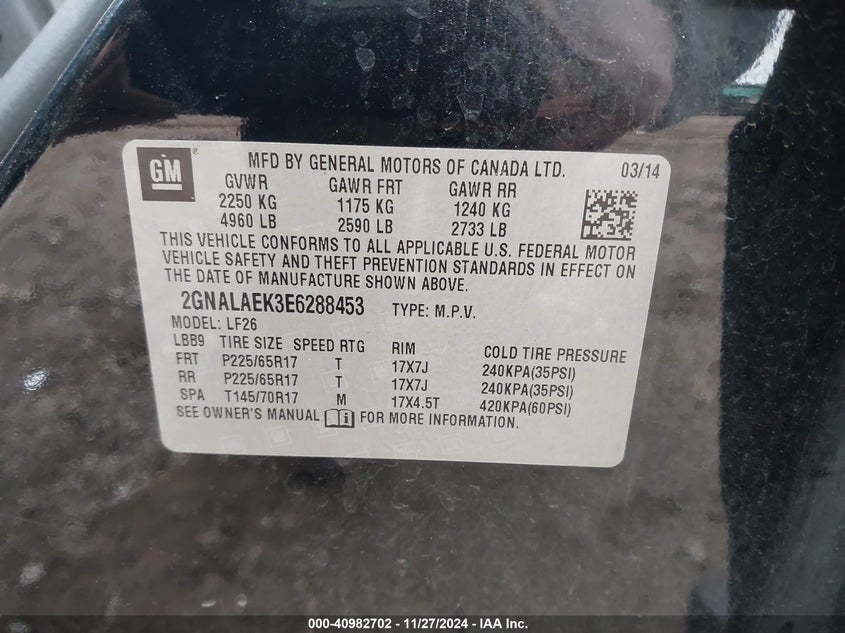 GM
MFD BY GENERAL MOTORS OF CANADA LTD. 03/14
GVWR GAWR FRT GAWR RR
2250 KG 1175 KG 1240 KG
4960 LB 2590 LB 2733 LB
THIS VEHICLE CONFORMS TO ALL APPLICABLE U.S. FEDERAL MOTOR
VEHICLE SAFETY AND THEFT PREVENTION STANDARDS IN EFFECT ON
THE DATE OF MANUFACTURE SHOWN ABOVE.
2GNALAEK3E6288453 TYPE: M.P.V.
MODEL: LF26
LBB9 TIRE SIZE SPEED RTG RIM COLD TIRE PRESSURE
FRT P225/65R17 T 17X7J 240KPA(35PSI)
RR P225/65R17 T 17X7J 240KPA(35PSI)
SPA T145/70R17 M 17X4.5T 420KPA(60PSI)
SEE OWNER'S MANUAL FOR MORE INFORMATION.
000-40982702 - 11/27/2024 - IAA Inc.